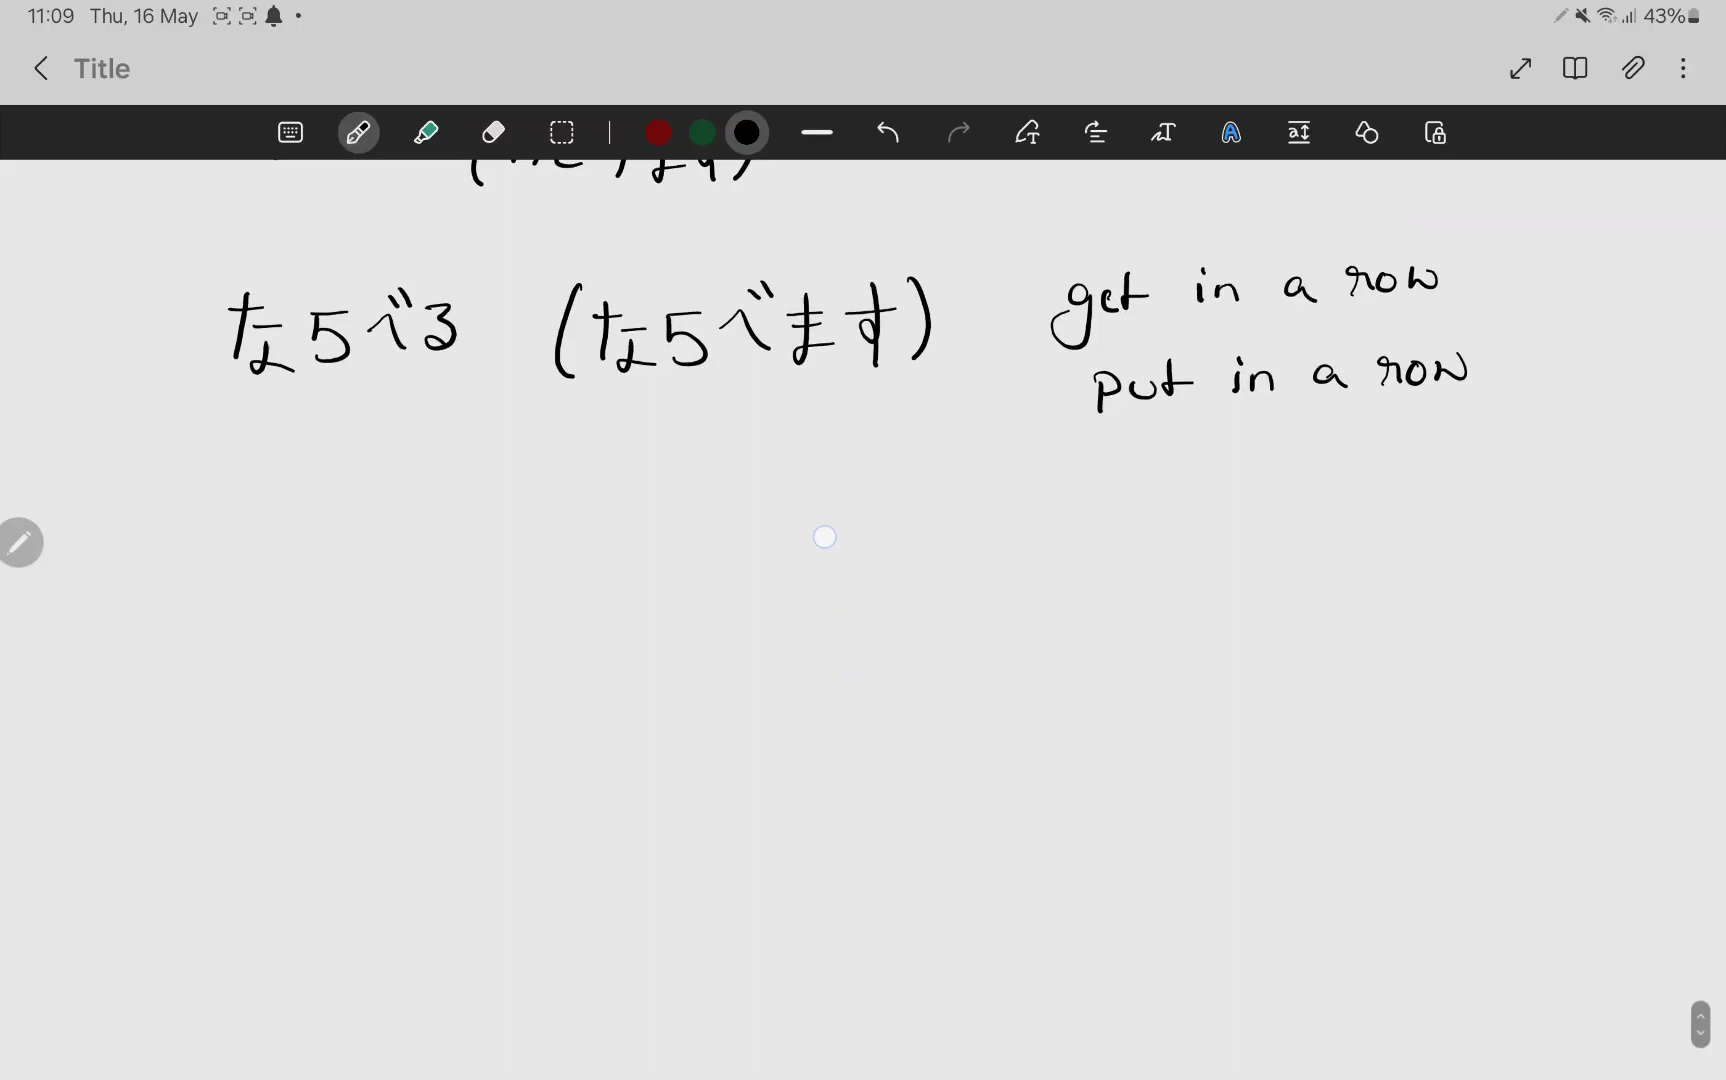 11:09 Thu, 16 May 43%
Title
ならべる (ならべます) get in a row
put in a row